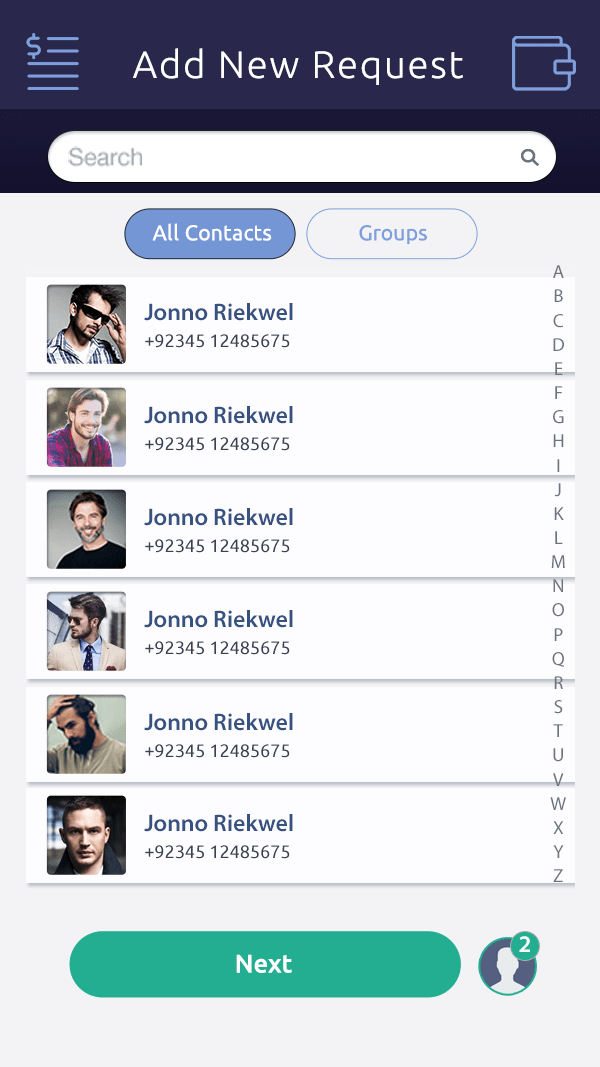 $
Add New Request
Search
All Contacts
Groups
Jonno Riekwel
+92345 12485675
Jonno Riekwel
+92345 12485675
Jonno Riekwel
+92345 12485675
Jonno Riekwel
+92345 12485675
Jonno Riekwel
+92345 12485675
Jonno Riekwel
+92345 12485675
A
B
C
D
E
F
G
H
I
J
K
L
M
N
O
P
Q
R
S
T
U
V
W
X
Y
Z
Next
2